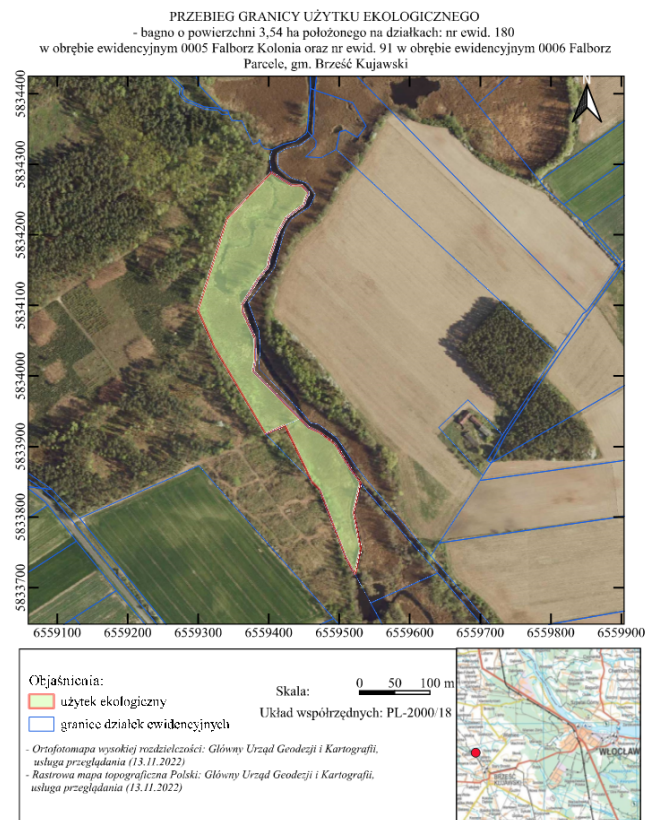 PRZEBIEG GRANICY UŻYTKU EKOLOGICZNEGO
- bagno o powierzchni 3,54 ha położonego na działkach: nr ewid. 180
w obrębie ewidencyjnym 0005 Falborz Kolonia oraz nr ewid. 91 w obrębie ewidencyjnym 0006 Falborz
Parcele, gm. Brześć Kujawski
N
5834400
5834300
5834200
5834100
5834000
5833900
5833800
5833700
6559100 6559200 6559300 6559400 6559500 6559600 6559700 6559800 6559900
Objaśnienia:
użytek ekologiczny
granice działek ewidencyjnych
Skala:
0 50 100 m
Układ współrzędnych: PL-2000/18
- Ortofotomapa wysokiej rozdzielczości: Główny Urząd Geodezji i Kartografii,
usługa przeglądania (13.11.2022)
- Rastrowa mapa topograficzna Polski: Główny Urząd Geodezji i Kartografii,
usługa przeglądania (13.11.2022)
WŁOCŁAW
BRZEŚĆ
KUJAWSKI